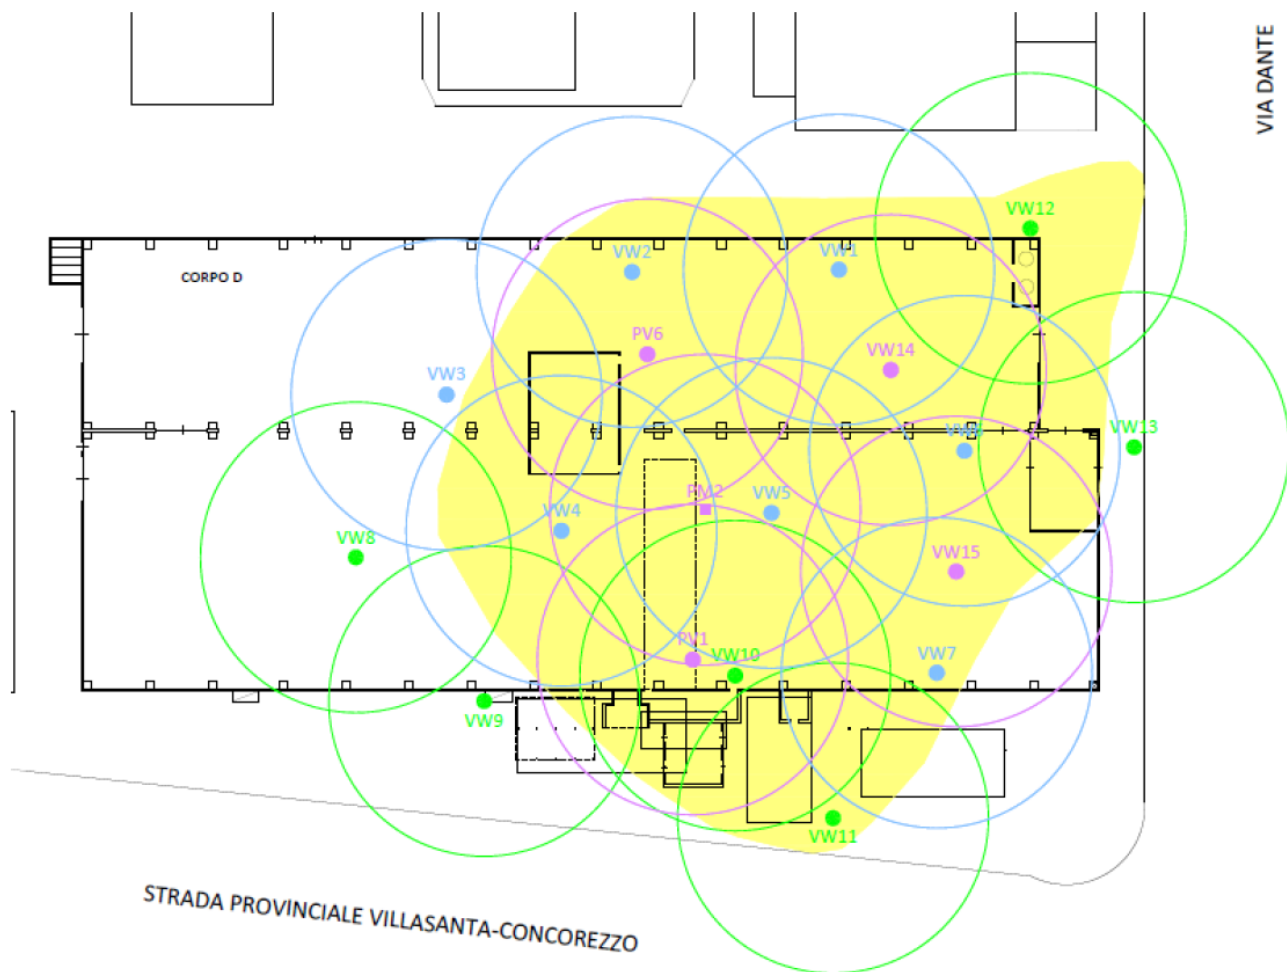 VIA DANTE
VW12
VW2
VW1
CORPO D
PV6
VW14
VW3
VW13
PM2
VW5
VW4
VW8
VW15
PV1
VW10
VW7
VW9
VW11
STRADA PROVINCIALE VILLASANTA-CONCOREZZO